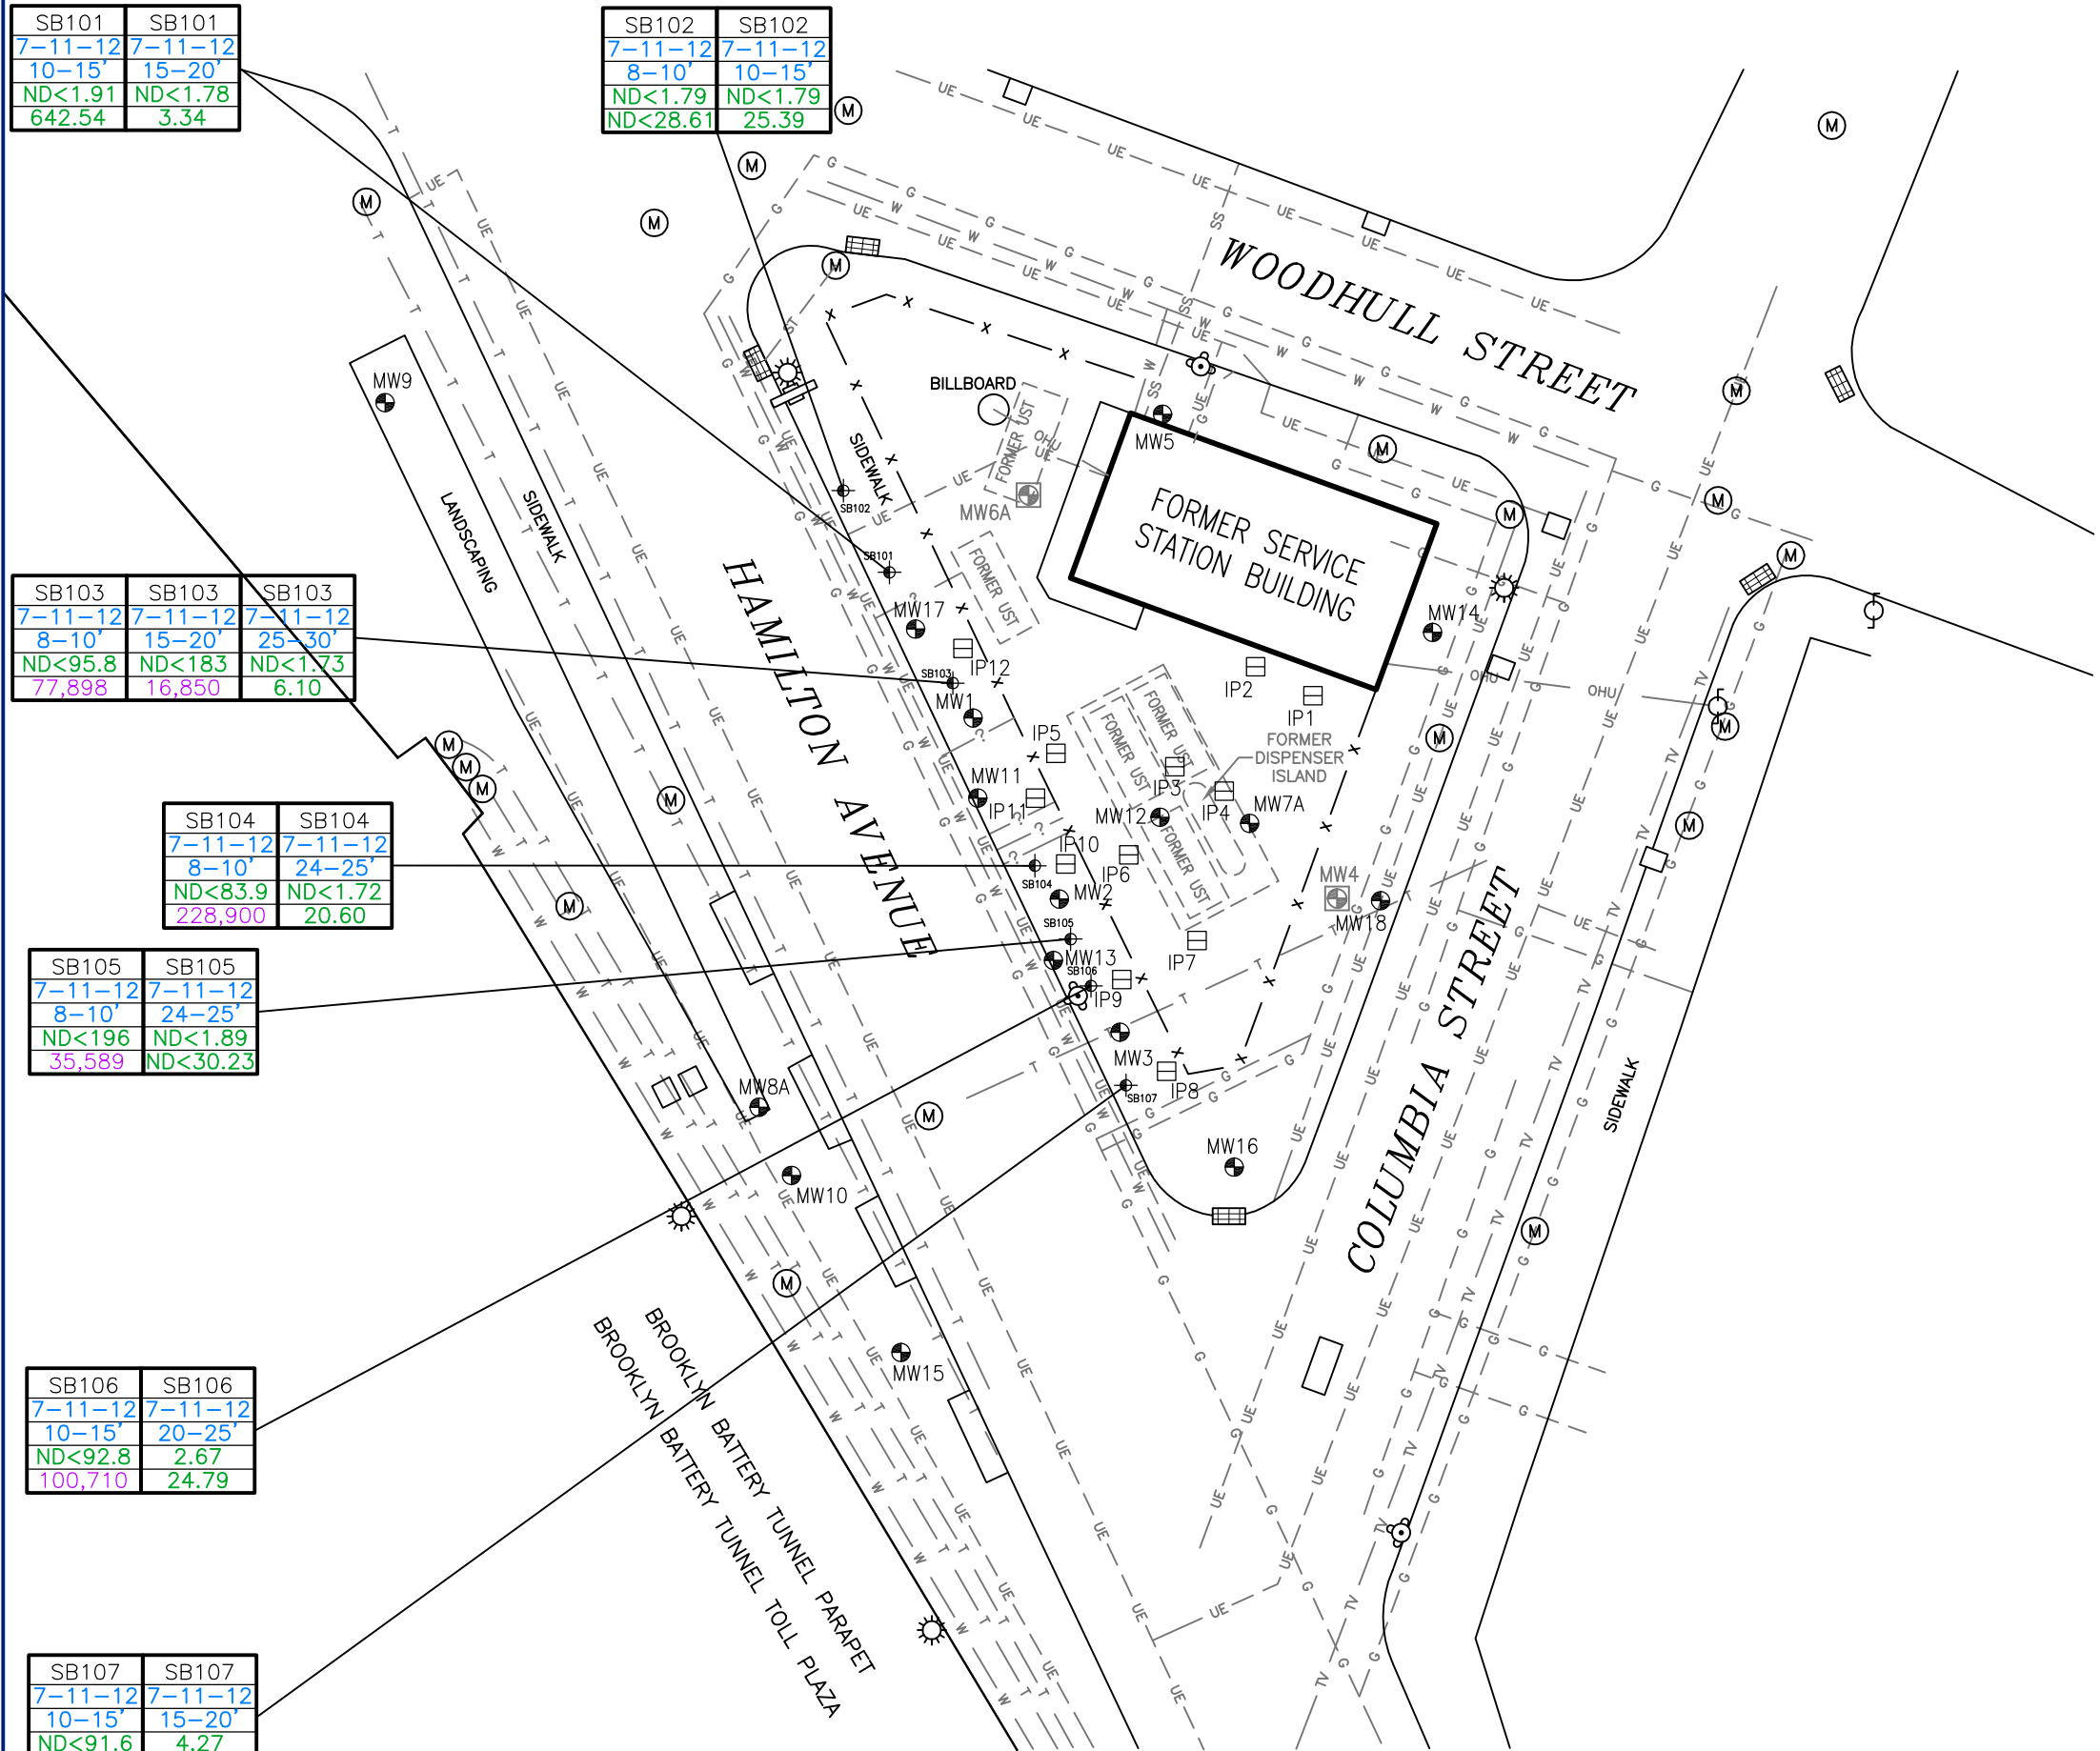 SB101 SB101
7-11-12 7-11-12
10-15' 15-20'
ND<1.91 ND<1.78
642.54 3.34
SB102 SB102
7-11-12 7-11-12
8-10' 10-15'
ND<1.79 ND<1.79
ND<28.61 25.39
WOODHULL STREET
MW9
BILLBOARD
FORMER UST
OHU
MW5
SIDEWALK
LANDSCAPING
SIDEWALK
SB102
MW6A
FORMER SERVICE
STATION BUILDING
SB101
FORMER UST
HAMILTON AVENUE
SB103 SB103 SB103
7-11-12 7-11-12 7-11-12
8-10' 15-20' 25-30'
ND<95.8 ND<183 ND<1.73
77,898 16,850 6.10
MW17
MW14
IP12
SB103
MW1
IP2
IP1
OHU
OHU
IP5
FORMER UST
FORMER UST
FORMER
DISPENSER
ISLAND
MW11
IP11
IP3
IP4
MW7A
MW12
FORMER UST
SB104 SB104
7-11-12 7-11-12
8-10' 24-25'
ND<83.9 ND<1.72
228,900 20.60
IP10
IP6
SB104
MW2
MW4
MW18
SB105
SB105 SB105
7-11-12 7-11-12
8-10' 24-25'
ND<196 ND<1.89
35,589 ND<30.23
IP7
MW13
SB106
IP9
MW3
IP8
SB107
COLUMBIA STREET
SIDEWALK
MW8A
MW16
MW10
MW15
SB106 SB106
7-11-12 7-11-12
10-15' 20-25'
ND<92.8 2.67
100,710 24.79
BROOKLYN BATTERY TUNNEL PARAPET
BROOKLYN BATTERY TUNNEL TOLL PLAZA
SB107 SB107
7-11-12 7-11-12
10-15' 15-20'
ND<91.6 4.27